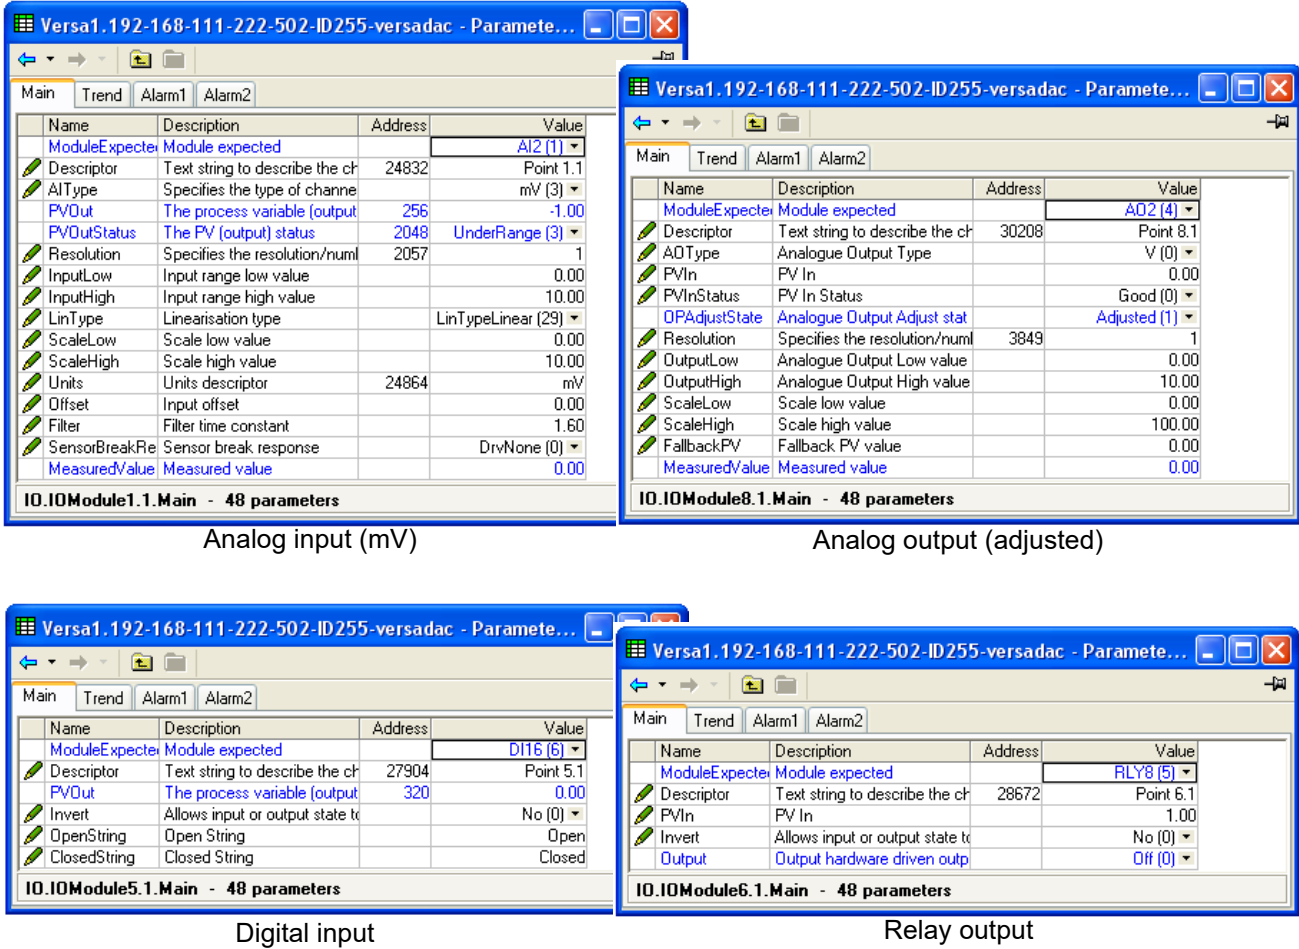 Versa1.192-168-111-222-502-ID255-versadac - Paramete...
Main Trend Alarm1 Alarm2
Name Description Address Value
ModuleExpecte Module expected AI2 (1)
Descriptor Text string to describe the ch 24832 Point 1.1
AIType Specifies the type of channe mV (3)
PVOut The process variable (output 256 -1.00
PVOutStatus The PV (output) status 2048 UnderRange (3)
Resolution Specifies the resolution/numl 2057 1
InputLow Input range low value 0.00
InputHigh Input range high value 10.00
LinType Linearisation type LinTypeLinear (29)
ScaleLow Scale low value 0.00
ScaleHigh Scale high value 10.00
Units Units descriptor 24864 mV
Offset Input offset 0.00
Filter Filter time constant 1.60
SensorBreakRe Sensor break response DrvNone (0)
MeasuredValue Measured value 0.00
IO.IOModule1.1.Main - 48 parameters
Analog input (mV)
Versa1.192-168-111-222-502-ID255-versadac - Paramete...
Main Trend Alarm1 Alarm2
Name Description Address Value
ModuleExpecte Module expected AO2 (4)
Descriptor Text string to describe the ch 30208 Point 8.1
AOType Analogue Output Type V (0)
PVIn PV In 0.00
PVInStatus PV In Status Good (0)
OPAdjustState Analogue Output Adjust stat Adjusted (1)
Resolution Specifies the resolution/numl 3849 1
OutputLow Analogue Output Low value 0.00
OutputHigh Analogue Output High value 10.00
ScaleLow Scale low value 0.00
ScaleHigh Scale high value 100.00
FallbackPV Fallback PV value 0.00
MeasuredValue Measured value 0.00
IO.IOModule8.1.Main - 48 parameters
Analog output (adjusted)
Versa1.192-168-111-222-502-ID255-versadac - Paramete...
Main Trend Alarm1 Alarm2
Name Description Address Value
ModuleExpecte Module expected DI16 (6)
Descriptor Text string to describe the ch 27904 Point 5.1
PVOut The process variable (output 320 0.00
Invert Allows input or output state to No (0)
OpenString Open String Open
ClosedString Closed String Closed
IO.IOModule5.1.Main - 48 parameters
Digital input
Versa1.192-168-111-222-502-ID255-versadac - Paramete...
Main Trend Alarm1 Alarm2
Name Description Address Value
ModuleExpecte Module expected RLY8 (5)
Descriptor Text string to describe the ch 28672 Point 6.1
PVIn PV In 1.00
Invert Allows input or output state to No (0)
Output Output hardware driven outp Off (0)
IO.IOModule6.1.Main - 48 parameters
Relay output